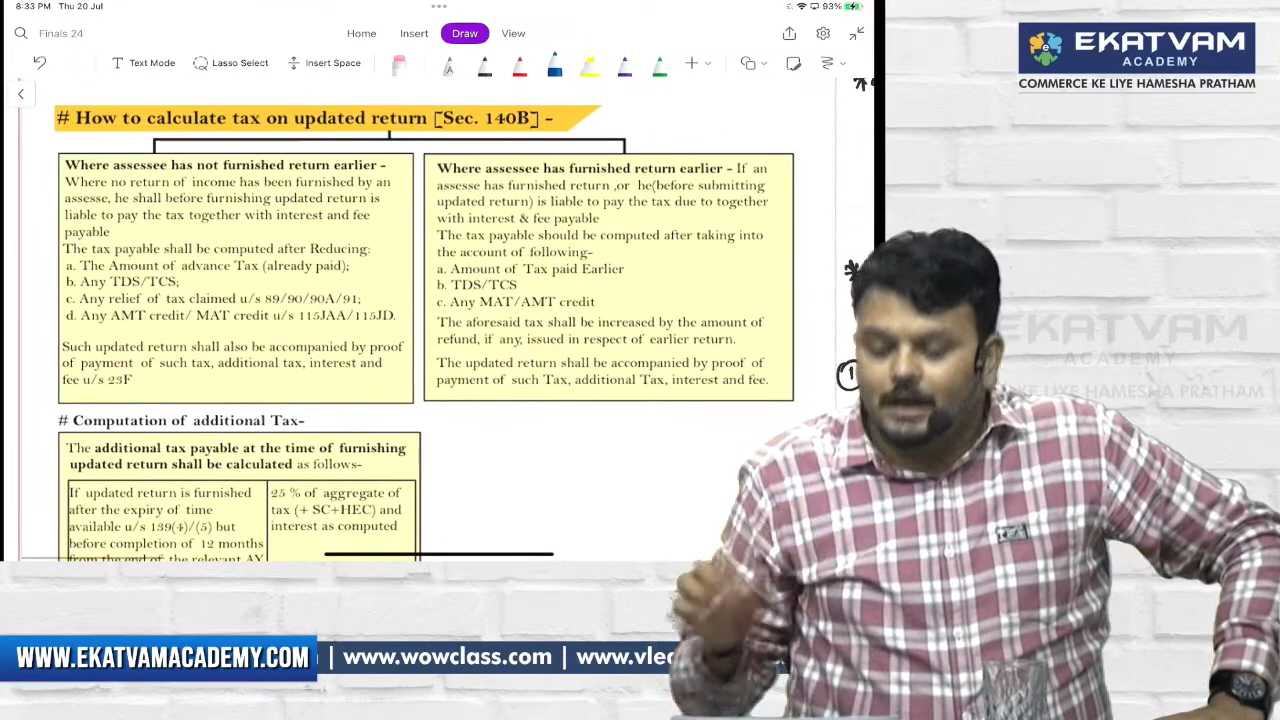 8:33 PM Thu 20 Jul
93%
Finals 24
Home Insert Draw View
Text Mode Lasso Select Insert Space
EKATVAM
ACADEMY
COMMERCE KE LIYE HAMESHA PRATHAM
# How to calculate tax on updated return [Sec. 140B] -
Where assessee has not furnished return earlier -
Where no return of income has been furnished by an
assesse, he shall before furnishing updated return is
liable to pay the tax together with interest and fee
payable
The tax payable shall be computed after Reducing:
a. The Amount of advance Tax (already paid);
b. Any TDS/TCS;
c. Any relief of tax claimed u/s 89/90/90A/91;
d. Any AMT credit/ MAT credit u/s 115JAA/115JD.
Such updated return shall also be accompanied by proof
of payment of such tax, additional tax, interest and
fee u/s 23F
Where assessee has furnished return earlier - If an
assesse has furnished return ,or he(before submitting
updated return) is liable to pay the tax due to together
with interest & fee payable
The tax payable should be computed after taking into
the account of following-
a. Amount of Tax paid Earlier
b. TDS/TCS
c. Any MAT/AMT credit
The aforesaid tax shall be increased by the amount of
refund, if any, issued in respect of earlier return.
The updated return shall be accompanied by proof of
payment of such Tax, additional Tax, interest and fee.
# Computation of additional Tax-
The additional tax payable at the time of furnishing
updated return shall be calculated as follows-
If updated return is furnished
after the expiry of time
available u/s 139(4)/(5) but
before completion of 12 months
from the end of the relevant AY
25 % of aggregate of
tax (+ SC+HEC) and
interest as computed
EKATVAM
ACADEMY
KE LIYE HAMESHA PRATHAM
WWW.EKATVAMACADEMY.COM | www.wowclass.com |